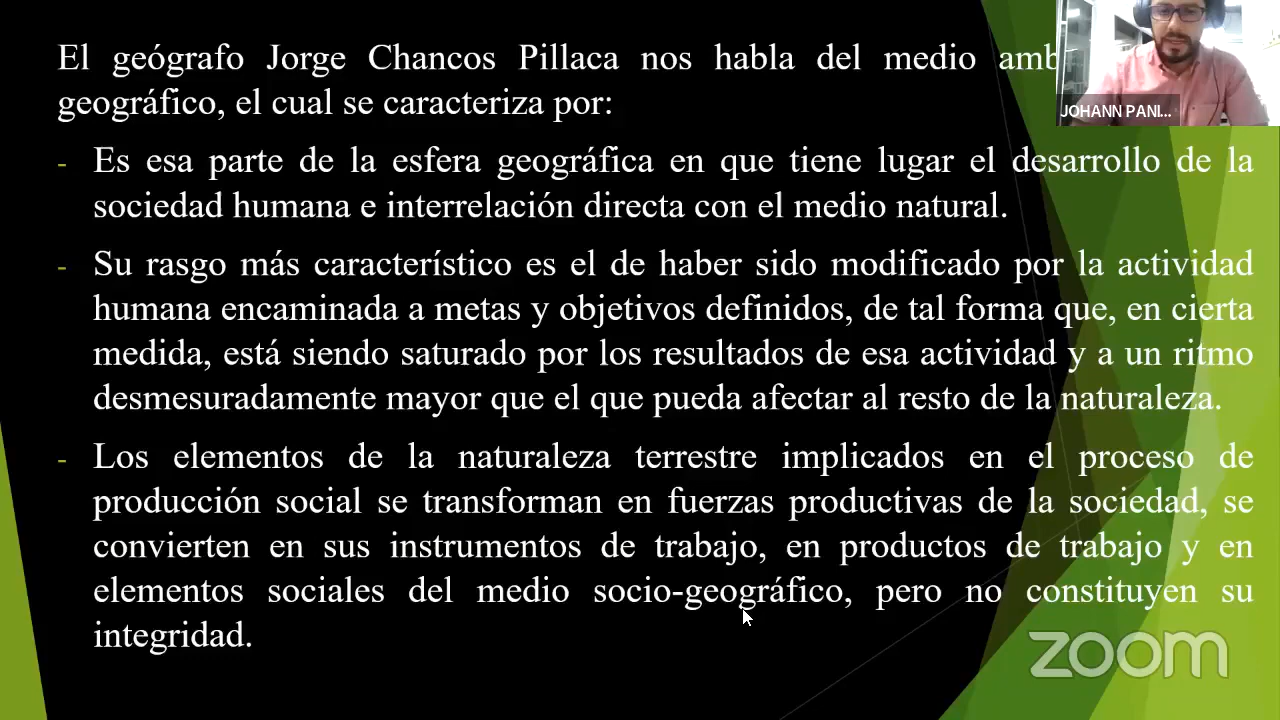 El geógrafo Jorge Chancos Pillaca nos habla del medio
geográfico, el cual se caracteriza por:
- Es esa parte de la esfera geográfica en que tiene lugar el desarrollo de la
sociedad humana e interrelación directa con el medio natural.
- Su rasgo más característico es el de haber sido modificado por la actividad
humana encaminada a metas y objetivos definidos, de tal forma que, en cierta
medida, está siendo saturado por los resultados de esa actividad y a un ritmo
desmesuradamente mayor que el que pueda afectar al resto de la naturaleza.
- Los elementos de la naturaleza terrestre implicados en el proceso de
producción social se transforman en fuerzas productivas de la sociedad, se
convierten en sus instrumentos de trabajo, en productos de trabajo y en
elementos sociales del medio socio-geográfico, pero no constituyen su
integridad.
JOHANN PANI...
zoom